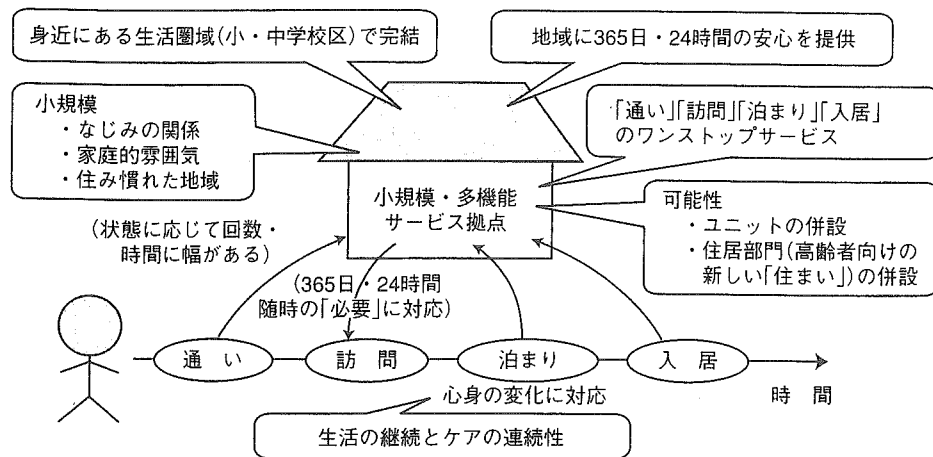 身近にある生活圏域(小・中学校区)で完結
地域に365日・24時間の安心を提供
小規模
・なじみの関係
・家庭的雰囲気
・住み慣れた地域
「通い」「訪問」「泊まり」「入居」
のワンストップサービス
小規模・多機能
サービス拠点
可能性
・ユニットの併設
・住居部門(高齢者向けの
新しい「住まい」)の併設
(状態に応じて回数・
時間に幅がある)
(365日・24時間
随時の「必要」に対応)
通い
訪問
泊まり
入居
時間
心身の変化に対応
生活の継続とケアの連続性